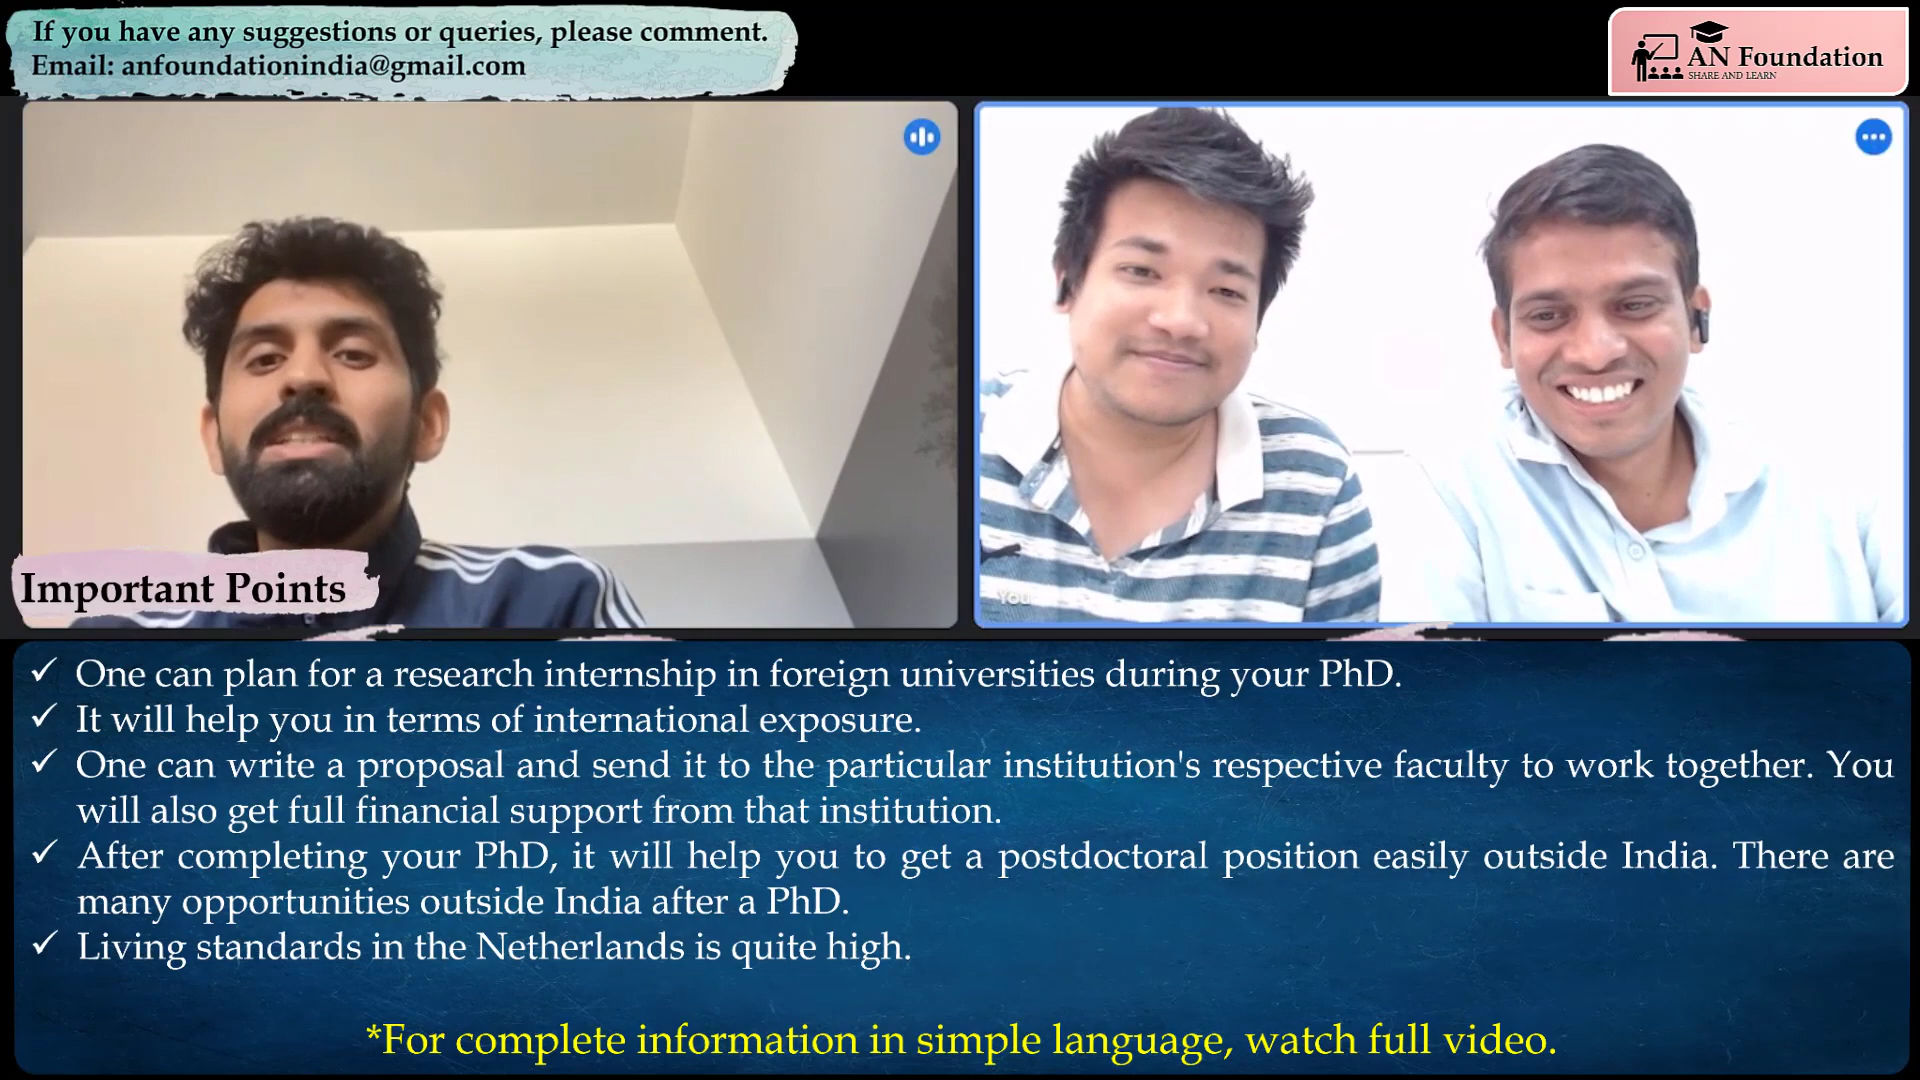 If you have any suggestions or queries, please comment.
Email: anfoundationindia@gmail.com
AN Foundation
SHARE AND LEARN
You
Important Points
✓ One can plan for a research internship in foreign universities during your PhD.
✓ It will help you in terms of international exposure.
✓ One can write a proposal and send it to the particular institution's respective faculty to work together. You
will also get full financial support from that institution.
✓ After completing your PhD, it will help you to get a postdoctoral position easily outside India. There are
many opportunities outside India after a PhD.
✓ Living standards in the Netherlands is quite high.
*For complete information in simple language, watch full video.